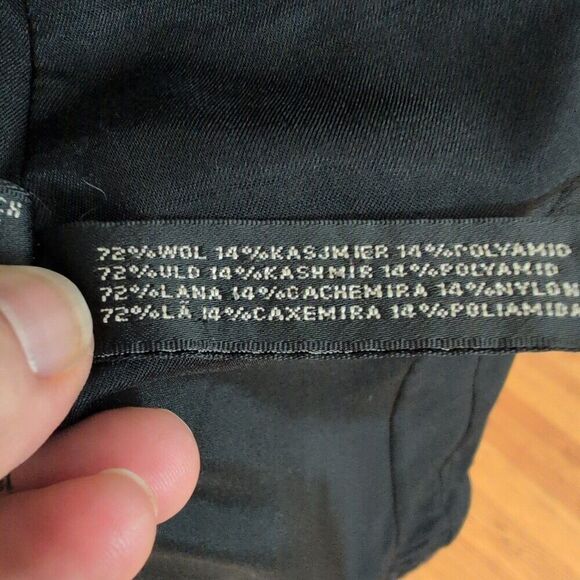 72%WOL 14%KASJMIER 14%POLYAMID
72%ULD 14%KASHMIR 14%POLYAMID
72%LANA 14%CACHEMIRA 14%NYLON
72%LÃ 14%CAXEMIRA 14%POLIAMIDA